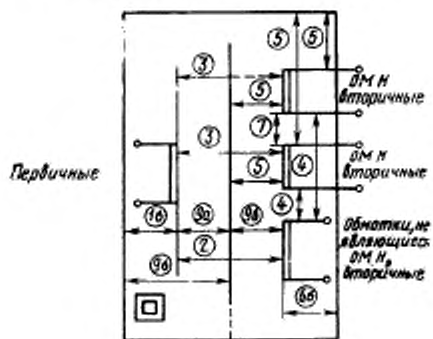 5 5
3
ОМ Н
вторичные
5
7
3
ОМ Н
вторичные
Первичные
5 4
4
1б 9а 9в
Обмотки, не
являющиеся
ОМ Н,
вторичные
2
9б
6б